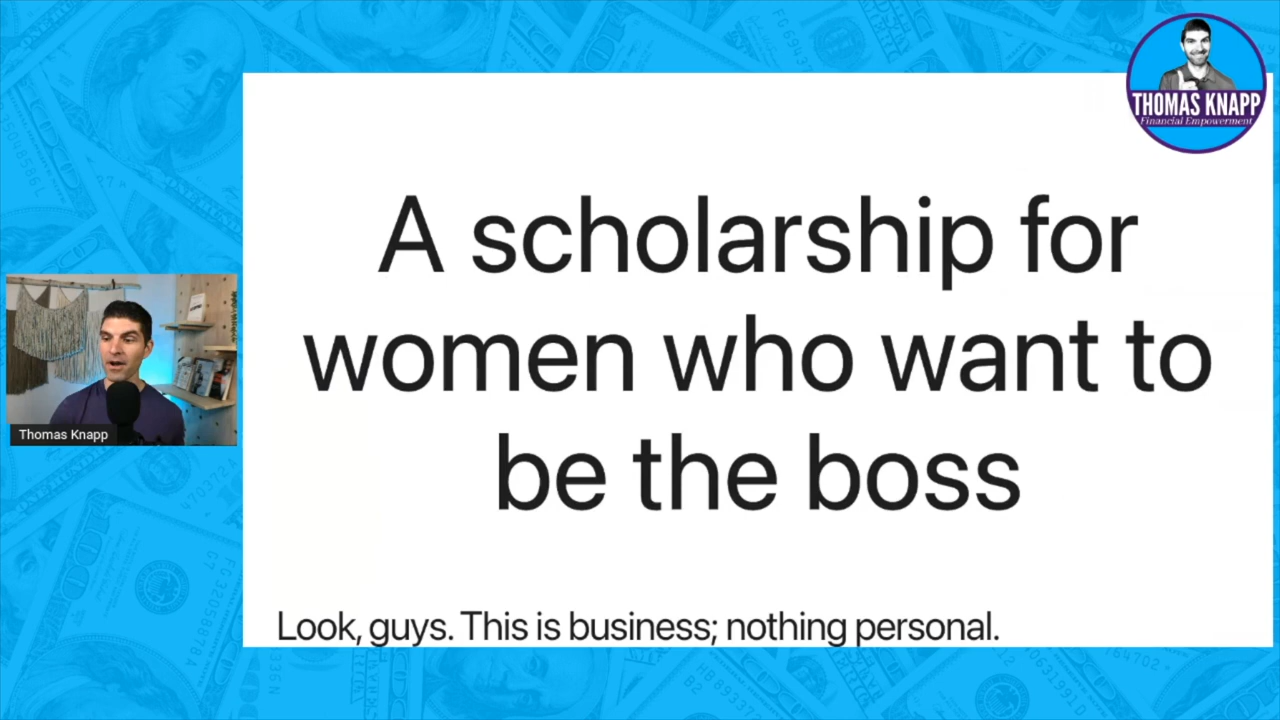 THOMAS KNAPP
Financial Empowerment
A scholarship for
women who want to
be the boss
Thomas Knapp
Look, guys. This is business; nothing personal.